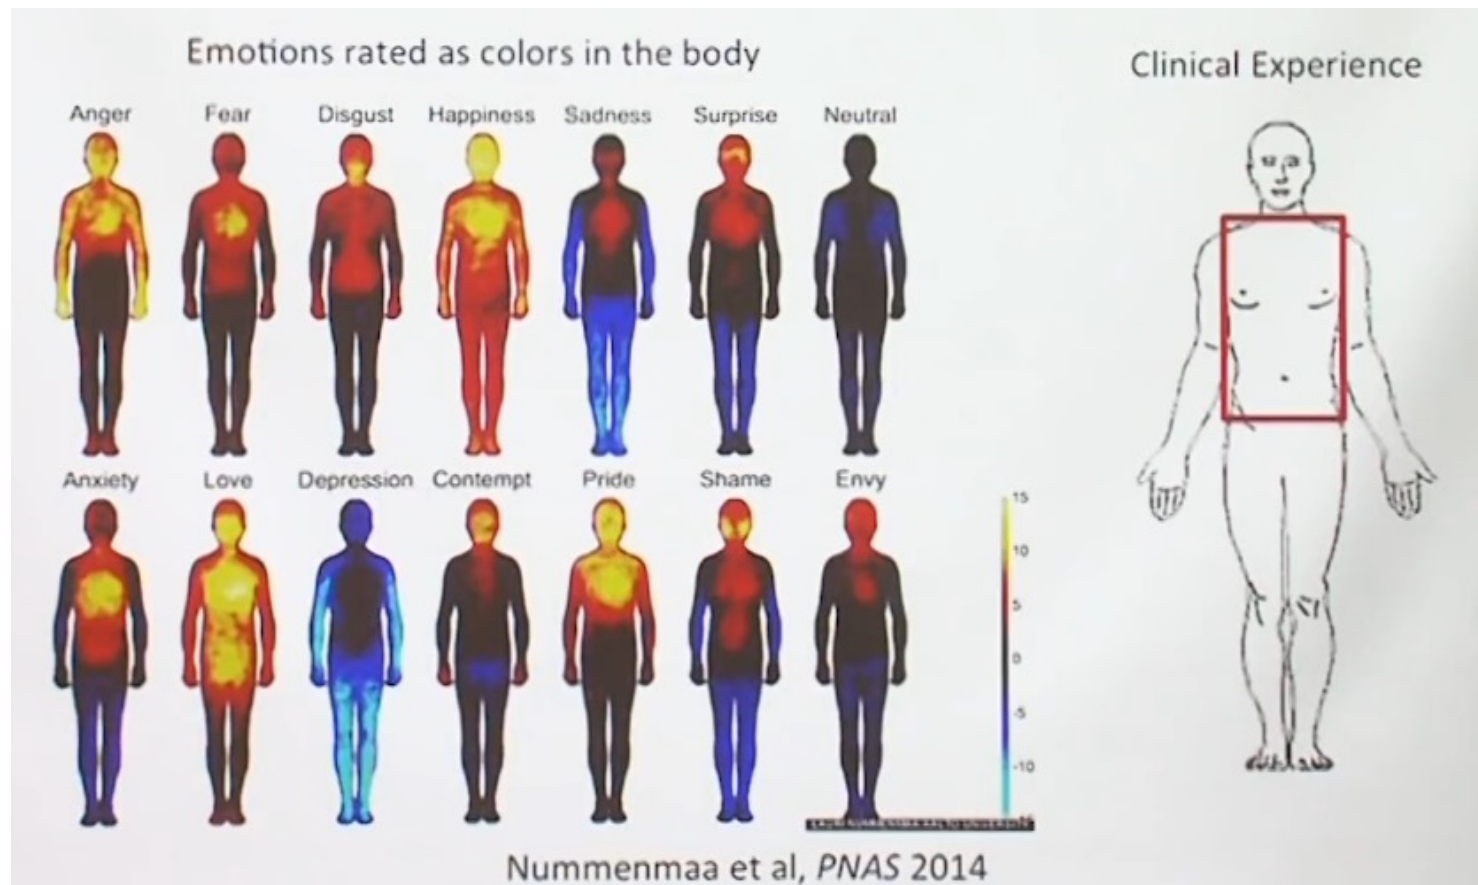 Emotions rated as colors in the body
Clinical Experience
Anger Fear Disgust Happiness Sadness Surprise Neutral
Anxiety Love Depression Contempt Pride Shame Envy
15
10
5
0
-5
-10
Nummenmaa et al, PNAS 2014